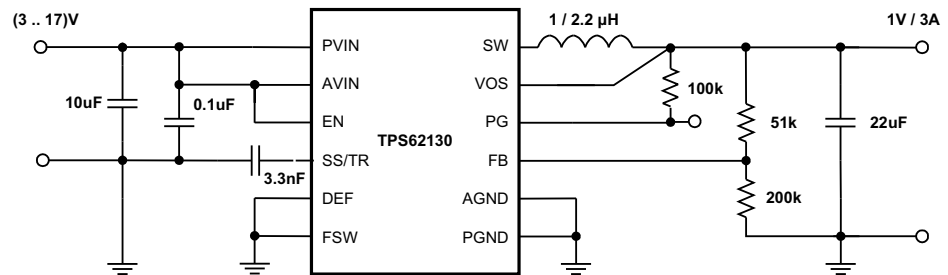 (3 .. 17)V
1 / 2.2 µH
1V / 3A
PVIN
SW
AVIN
VOS
100k
10uF
0.1uF
EN
PG
51k
22uF
TPS62130
SS/TR
FB
3.3nF
200k
DEF
AGND
FSW
PGND